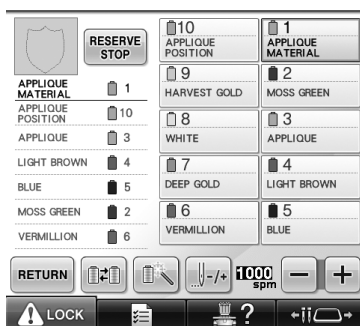 RESERVE
STOP
APPLIQUE
MATERIAL 1
APPLIQUE
POSITION 10
APPLIQUE 3
LIGHT BROWN 4
BLUE 5
MOSS GREEN 2
VERMILLION 6
10
APPLIQUE
POSITION
1
APPLIQUE
MATERIAL
9
HARVEST GOLD
2
MOSS GREEN
8
WHITE
3
APPLIQUE
7
DEEP GOLD
4
LIGHT BROWN
6
VERMILLION
5
BLUE
RETURN
-/+
1000
spm
− +
LOCK
?